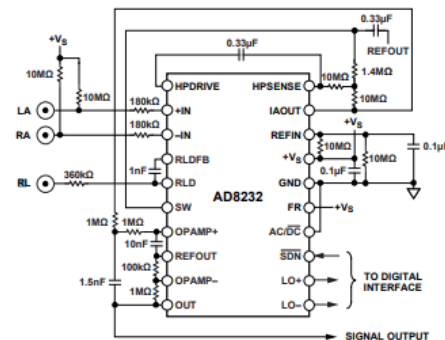 0.33µF
+VS
0.33µF
REFOUT
10MΩ
10MΩ
HPDRIVE
HPSENSE
10MΩ
1.4MΩ
LA
180kΩ
+IN
IAOUT
10MΩ
RA
180kΩ
–IN
REFIN
+VS
RLDFB
10MΩ
0.1µF
1nF
+VS
10MΩ
RL
360kΩ
RLD
GND
0.1µF
AD8232
SW
FR
+VS
1MΩ
1MΩ
OPAMP+
AC/DC
10nF
REFOUT
SDN
100kΩ
TO DIGITAL
INTERFACE
1.5nF
OPAMP–
LO+
1MΩ
OUT
LO–
SIGNAL OUTPUT